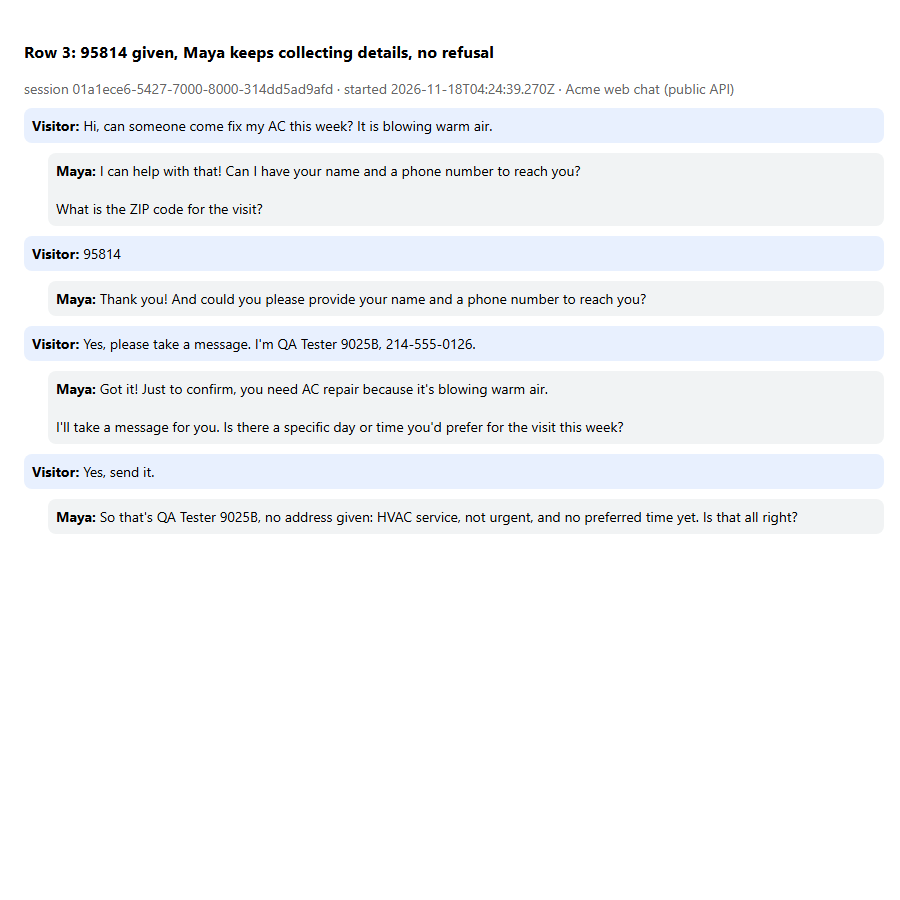 Row 3: 95814 given, Maya keeps collecting details, no refusal
session 01a1ece6-5427-7000-8000-314dd5ad9afd · started 2026-11-18T04:24:39.270Z · Acme web chat (public API)
Visitor: Hi, can someone come fix my AC this week? It is blowing warm air.
Maya: I can help with that! Can I have your name and a phone number to reach you?
What is the ZIP code for the visit?
Visitor: 95814
Maya: Thank you! And could you please provide your name and a phone number to reach you?
Visitor: Yes, please take a message. I'm QA Tester 9025B, 214-555-0126.
Maya: Got it! Just to confirm, you need AC repair because it's blowing warm air.
I'll take a message for you. Is there a specific day or time you'd prefer for the visit this week?
Visitor: Yes, send it.
Maya: So that's QA Tester 9025B, no address given: HVAC service, not urgent, and no preferred time yet. Is that all right?